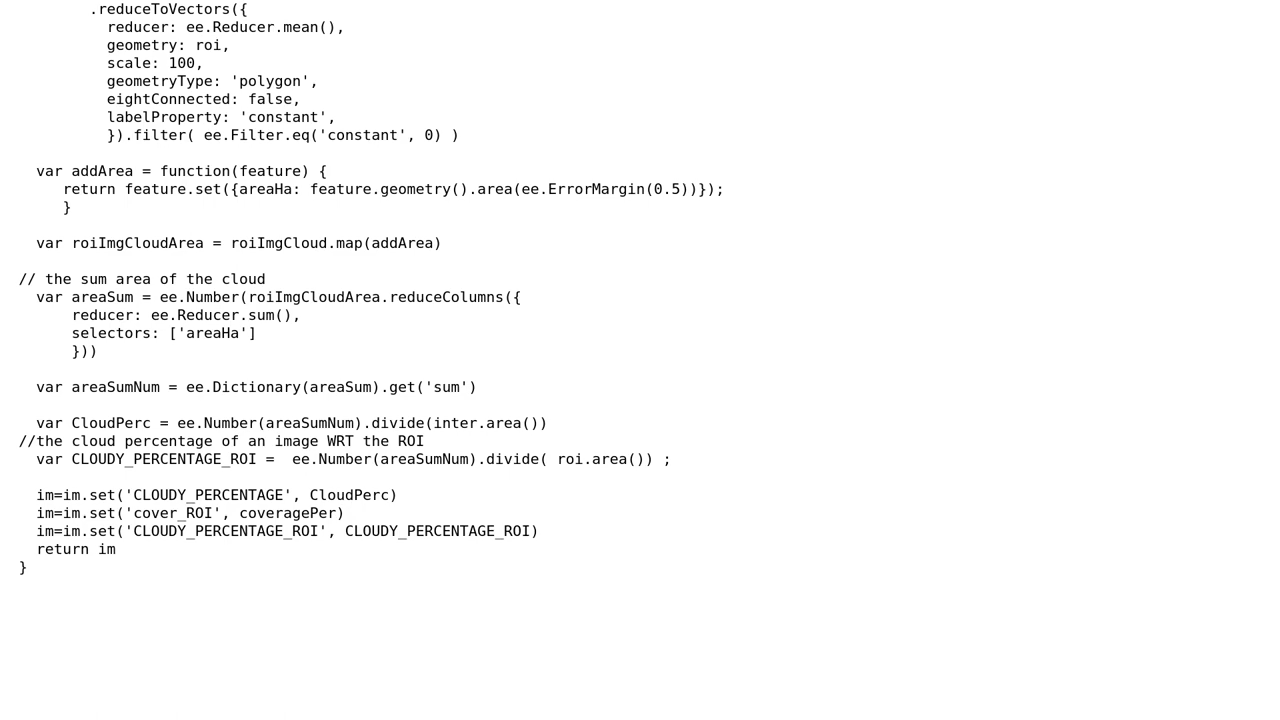 .reduceToVectors({
reducer: ee.Reducer.mean(),
geometry: roi,
scale: 100,
geometryType: 'polygon',
eightConnected: false,
labelProperty: 'constant',
}).filter( ee.Filter.eq('constant', 0) )
var addArea = function(feature) {
return feature.set({areaHa: feature.geometry().area(ee.ErrorMargin(0.5))});
}
var roiImgCloudArea = roiImgCloud.map(addArea)
// the sum area of the cloud
var areaSum = ee.Number(roiImgCloudArea.reduceColumns({
reducer: ee.Reducer.sum(),
selectors: ['areaHa']
}))
var areaSumNum = ee.Dictionary(areaSum).get('sum')
var CloudPerc = ee.Number(areaSumNum).divide(inter.area())
//the cloud percentage of an image WRT the ROI
var CLOUDY_PERCENTAGE_ROI =  ee.Number(areaSumNum).divide( roi.area()) ;
im=im.set('CLOUDY_PERCENTAGE', CloudPerc)
im=im.set('cover_ROI', coveragePer)
im=im.set('CLOUDY_PERCENTAGE_ROI', CLOUDY_PERCENTAGE_ROI)
return im
}